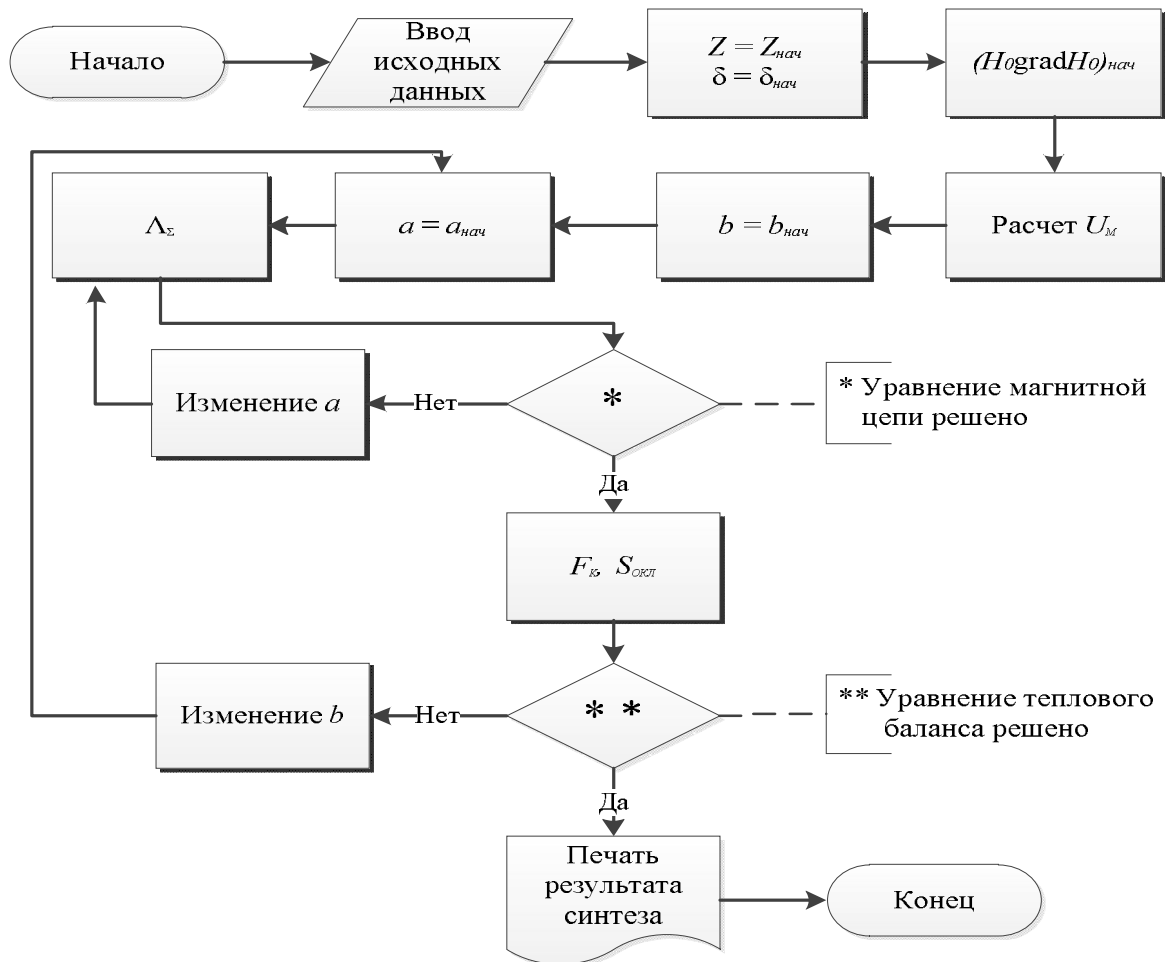 Начало
Ввод
исходных
данных
Z = Zнач
δ = δнач
(H0gradH0)нач
ΛΣ
a = aнач
b = bнач
Расчет Uм
Изменение a
Нет
*
* Уравнение магнитной
цепи решено
Да
Fк, Sокл
Изменение b
Нет
* *
** Уравнение теплового
баланса решено
Да
Печать
результата
синтеза
Конец